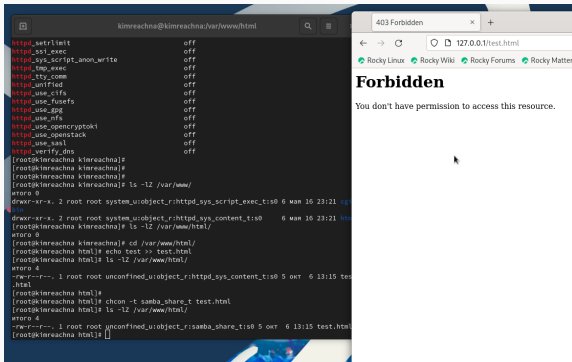 kimreachna@kimreachna:/var/www/html
httpd_setrlimit off
httpd_ssi_exec off
httpd_sys_script_anon_write off
httpd_tmp_exec off
httpd_tty_comm off
httpd_unified off
httpd_use_cifs off
httpd_use_fusefs off
httpd_use_gpg off
httpd_use_nfs off
httpd_use_opencryptoki off
httpd_use_openstack off
httpd_use_sasl off
httpd_verify_dns off
[root@kimreachna kimreachna]#
[root@kimreachna kimreachna]#
[root@kimreachna kimreachna]#
[root@kimreachna kimreachna]# ls -lZ /var/www/
итого 0
drwxr-xr-x. 2 root root system_u:object_r:httpd_sys_script_exec_t:s0 6 мая 16 23:21 cgi-
bin
drwxr-xr-x. 2 root root system_u:object_r:httpd_sys_content_t:s0 6 мая 16 23:21
[root@kimreachna kimreachna]# ls -lZ /var/www/html/
итого 0
[root@kimreachna kimreachna]# cd /var/www/html/
[root@kimreachna html]# echo test >> test.html
[root@kimreachna html]# ls -lZ /var/www/html/
итого 4
-rw-r--r--. 1 root root unconfined_u:object_r:httpd_sys_content_t:s0 5 окт 6 13:15 tes
.html
[root@kimreachna html]#
[root@kimreachna html]# chcon -t samba_share_t test.html
[root@kimreachna html]# ls -lZ /var/www/html/
итого 4
-rw-r--r--. 1 root root unconfined_u:object_r:samba_share_t:s0 5 окт 6 13:15 test.html
[root@kimreachna html]#
403 Forbidden
127.0.0.1/test.html
Rocky Linux Rocky Wiki Rocky Forums Rocky Matter
Forbidden
You don't have permission to access this resource.